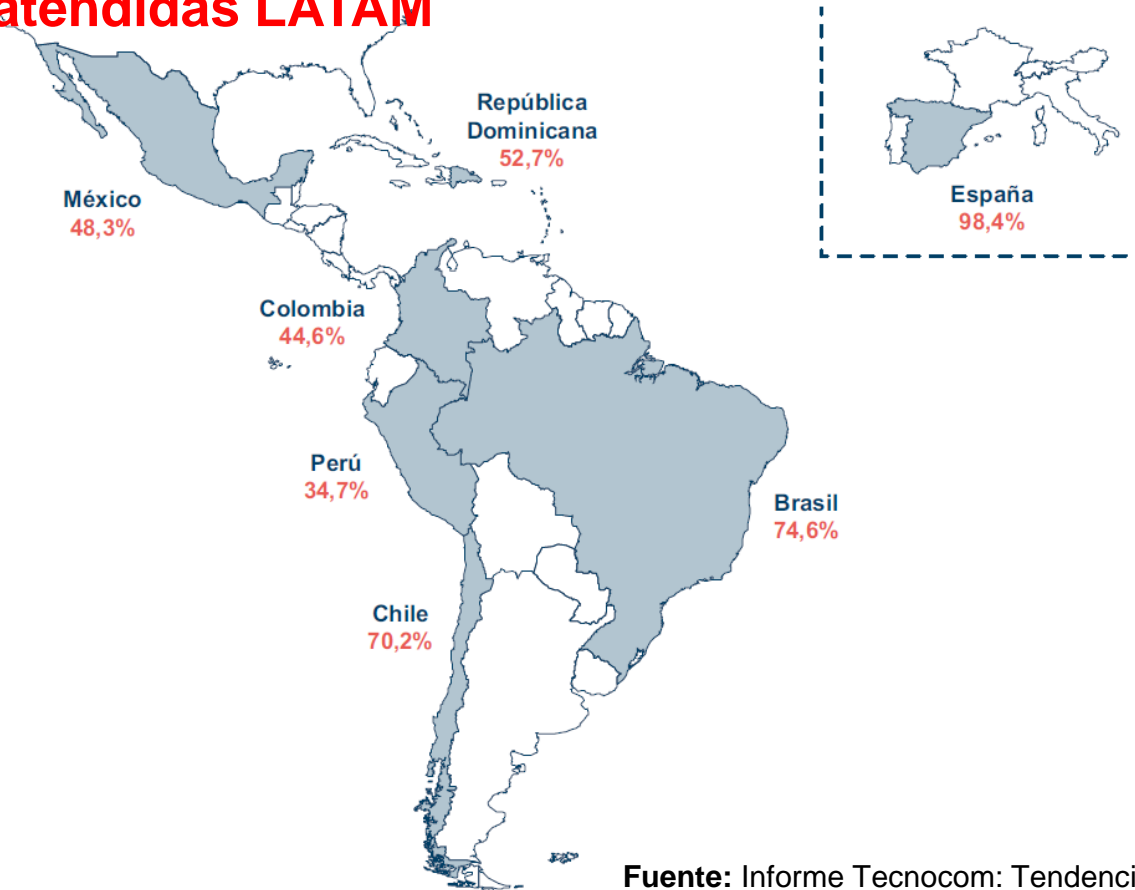 atendidas LATAM
República
Dominicana
52,7%
México
48,3%
España
98,4%
Colombia
44,6%
Perú
34,7%
Brasil
74,6%
Chile
70,2%
Fuente: Informe Tecnocom: Tendenci